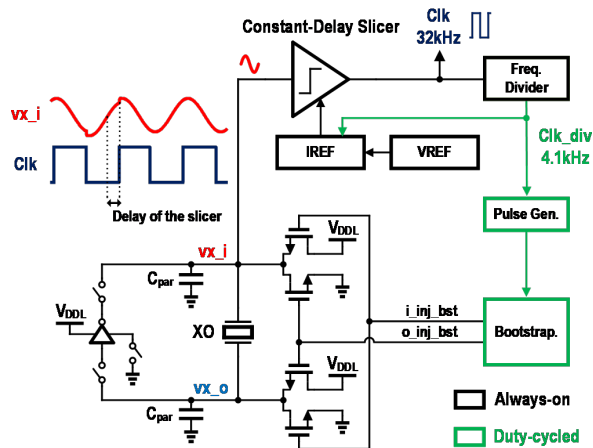 Constant-Delay Slicer
Clk
32kHz
Freq.
Divider
vx_i
Clk
IREF
VREF
Clk_div
4.1kHz
Delay of the slicer
Pulse Gen.
VDDL
vx_i
Cpar
VDDL
XO
i_inj_bst
o_inj_bst
Bootstrap.
VDDL
vx_o
Cpar
Always-on
Duty-cycled